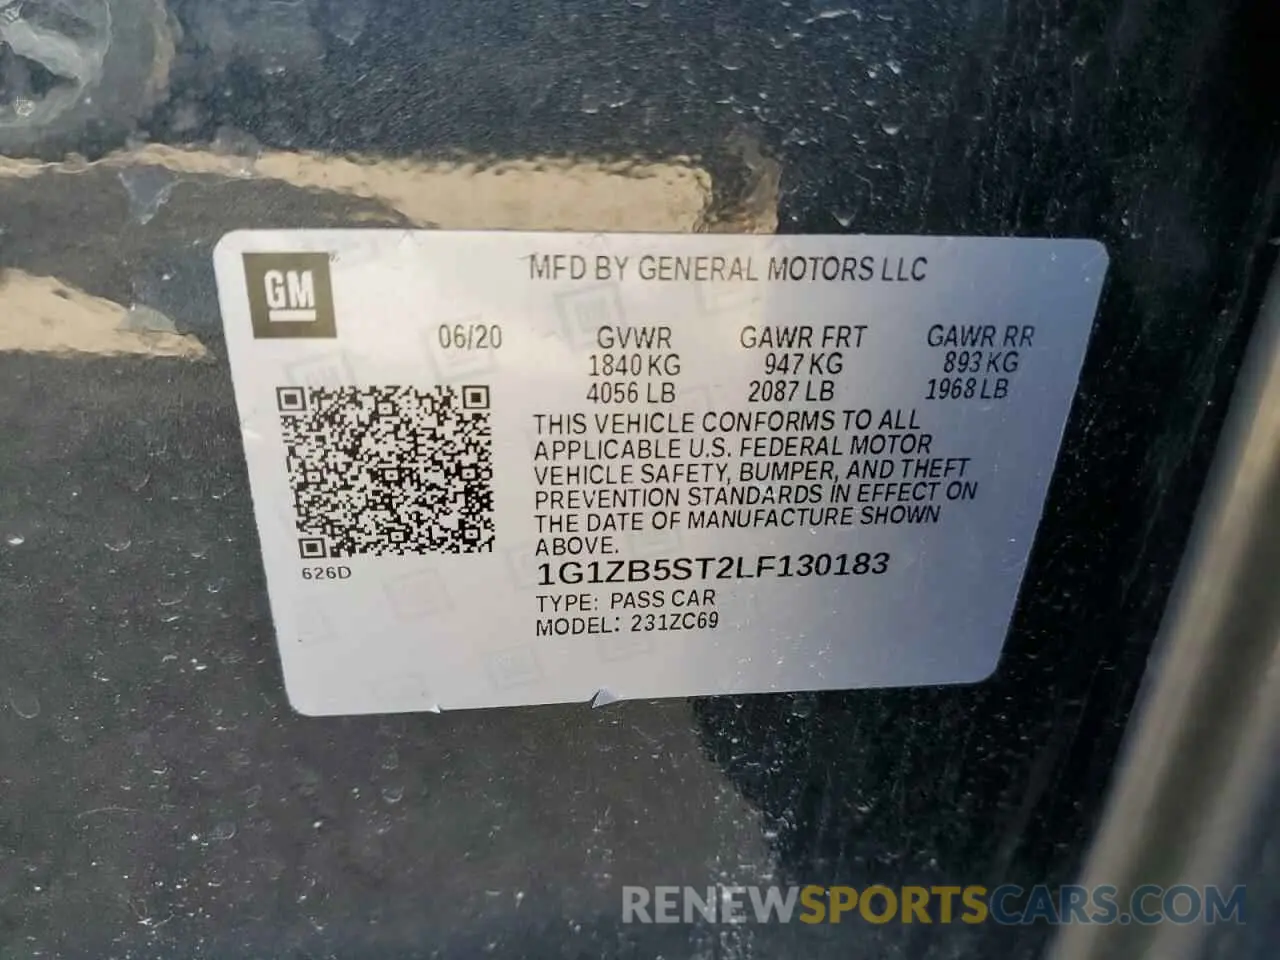 GM
MFD BY GENERAL MOTORS LLC
06/20 GVWR GAWR FRT GAWR RR
1840 KG 947 KG 893 KG
4056 LB 2087 LB 1968 LB
THIS VEHICLE CONFORMS TO ALL
APPLICABLE U.S. FEDERAL MOTOR
VEHICLE SAFETY, BUMPER, AND THEFT
PREVENTION STANDARDS IN EFFECT ON
THE DATE OF MANUFACTURE SHOWN
ABOVE.
626D
1G1ZB5ST2LF130183
TYPE: PASS CAR
MODEL: 231ZC69
RENEWSPORTSCARS.COM